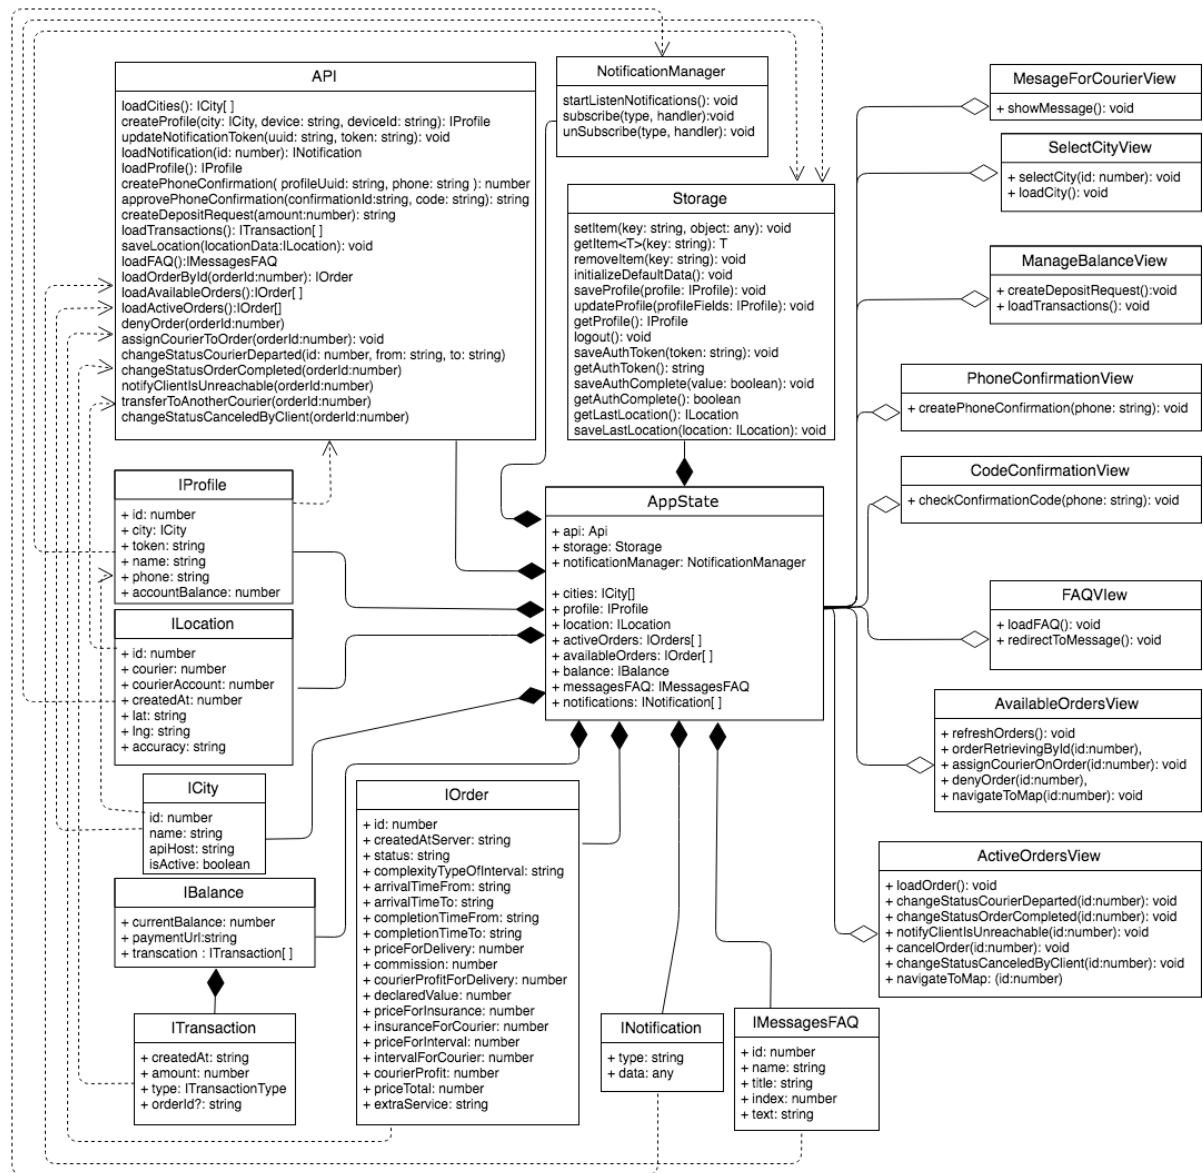 API
loadCities(): ICity[ ]
createProfile(city: ICity, device: string, deviceId: string): IProfile
updateNotificationToken(uuid: string, token: string): void
loadNotification(id: number): INotification
loadProfile(): IProfile
createPhoneConfirmation( profileUuid: string, phone: string ): number
approvePhoneConfirmation(confirmationId:string, code: string): string
createDepositRequest(amount:number): string
loadTransactions(): ITransaction[ ]
saveLocation(locationData:ILocation): void
loadFAQ():IMessagesFAQ
loadOrderById(orderId:number): IOrder
loadAvailableOrders():IOrder[ ]
loadActiveOrders():IOrder[]
denyOrder(orderId:number)
assignCourierToOrder(orderId:number): void
changeStatusCourierDeparted(id: number, from: string, to: string)
changeStatusOrderCompleted(orderId:number)
notifyClientIsUnreachable(orderId:number)
transferToAnotherCourier(orderId:number)
changeStatusCanceledByClient(orderId:number)
NotificationManager
startListenNotifications(): void
subscribe(type, handler):void
unSubscribe(type, handler): void
Storage
setItem(key: string, object: any): void
getItem<T>(key: string): T
removeItem(key: string): void
initializeDefaultData(): void
saveProfile(profile: IProfile): void
updateProfile(profileFields: IProfile): void
getProfile(): IProfile
logout(): void
saveAuthToken(token: string): void
getAuthToken(): string
saveAuthComplete(value: boolean): void
getAuthComplete(): boolean
getLastLocation(): ILocation
saveLastLocation(location: ILocation): void
MesageForCourierView
+ showMessage(): void
SelectCityView
+ selectCity(id: number): void
+ loadCity(): void
ManageBalanceView
+ createDepositRequest():void
+ loadTransactions(): void
PhoneConfirmationView
+ createPhoneConfirmation(phone: string): void
CodeConfirmationView
+ checkConfirmationCode(phone: string): void
FAQVIew
+ loadFAQ(): void
+ redirectToMessage(): void
AvailableOrdersView
+ refreshOrders(): void
+ orderRetrievingById(id:number),
+ assignCourierOnOrder(id:number): void
+ denyOrder(id:number),
+ navigateToMap(id:number): void
ActiveOrdersView
+ loadOrder(): void
+ changeStatusCourierDeparted(id:number): void
+ changeStatusOrderCompleted(id:number): void
+ notifyClientIsUnreachable(id:number): void
+ cancelOrder(id:number): void
+ changeStatusCanceledByClient(id:number): void
+ navigateToMap: (id:number)
AppState
+ api: Api
+ storage: Storage
+ notificationManager: NotificationManager
+ cities: ICity[]
+ profile: IProfile
+ location: ILocation
+ activeOrders: IOrders[ ]
+ availableOrders: IOrder[ ]
+ balance: IBalance
+ messagesFAQ: IMessagesFAQ
+ notifications: INotification[ ]
IProfile
+ id: number
+ city: ICity
+ token: string
+ name: string
+ phone: string
+ accountBalance: number
ILocation
+ id: number
+ courier: number
+ courierAccount: number
+ createdAt: number
+ lat: string
+ lng: string
+ accuracy: string
ICity
id: number
name: string
apiHost: string
isActive: boolean
IBalance
+ currentBalance: number
+ paymentUrl:string
+ transcation : ITransaction[ ]
ITransaction
+ createdAt: string
+ amount: number
+ type: ITransactionType
+ orderId?: string
IOrder
+ id: number
+ createdAtServer: string
+ status: string
+ complexityTypeOfInterval: string
+ arrivalTimeFrom: string
+ arrivalTimeTo: string
+ completionTimeFrom: string
+ completionTimeTo: string
+ priceForDelivery: number
+ commission: number
+ courierProfitForDelivery: number
+ declaredValue: number
+ priceForInsurance: number
+ insuranceForCourier: number
+ priceForInterval: number
+ intervalForCourier: number
+ courierProfit: number
+ priceTotal: number
+ extraService: string
INotification
+ type: string
+ data: any
IMessagesFAQ
+ id: number
+ name: string
+ title: string
+ index: number
+ text: string